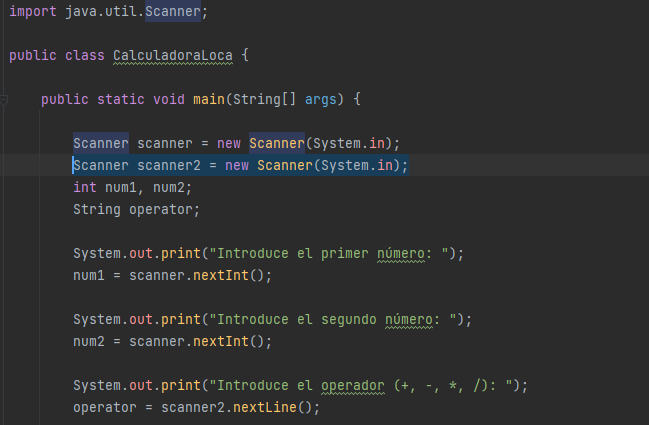 import java.util.Scanner;
public class CalculadoraLoca {
public static void main(String[] args) {
Scanner scanner = new Scanner(System.in);
Scanner scanner2 = new Scanner(System.in);
int num1, num2;
String operator;
System.out.print("Introduce el primer número: ");
num1 = scanner.nextInt();
System.out.print("Introduce el segundo número: ");
num2 = scanner.nextInt();
System.out.print("Introduce el operador (+, -, *, /): ");
operator = scanner2.nextLine();